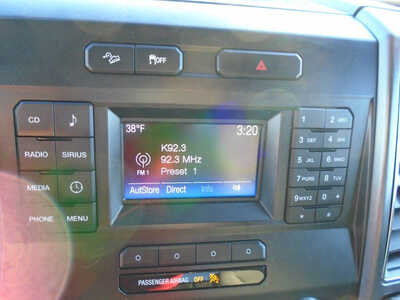 OFF
CD
RADIO SIRIUS
MEDIA
PHONE MENU
38°F 3:20
K92.3
92.3 MHz
FM 1 Preset 1
AutoStore Direct Info
1 2 ABC
3 DEF 4 GHI
5 JKL 6 MNO
7 PQRS 8 TUV
9 WXYZ 0
* #
PASSENGER AIRBAG OFF